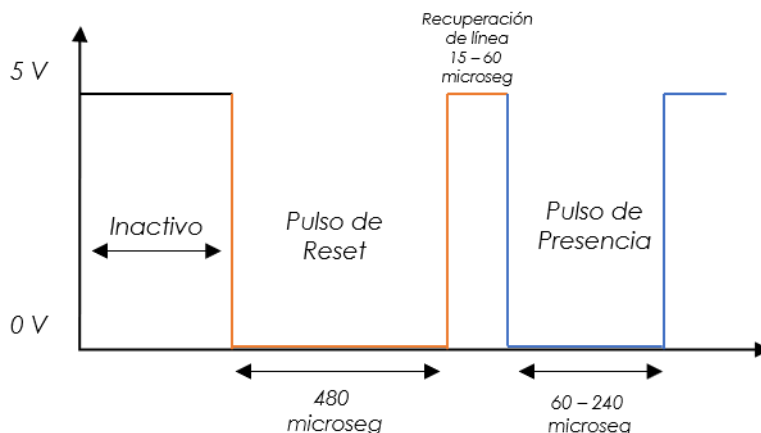 Recuperación
de línea
15 – 60
microseg
5 V
Inactivo
Pulso de
Reset
Pulso de
Presencia
0 V
480
microseg
60 – 240
microseg